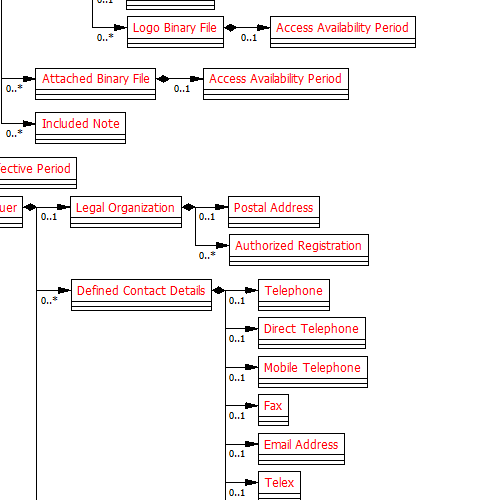 0..1
Logo Binary File
Access Availability Period
0..*
0..1
Attached Binary File
Access Availability Period
0..*
0..1
Included Note
0..*
fective Period
uer
Legal Organization
Postal Address
0..1
0..1
Authorized Registration
0..*
Defined Contact Details
Telephone
0..*
0..1
Direct Telephone
0..1
Mobile Telephone
0..1
Fax
0..1
Email Address
0..1
Telex
0..1